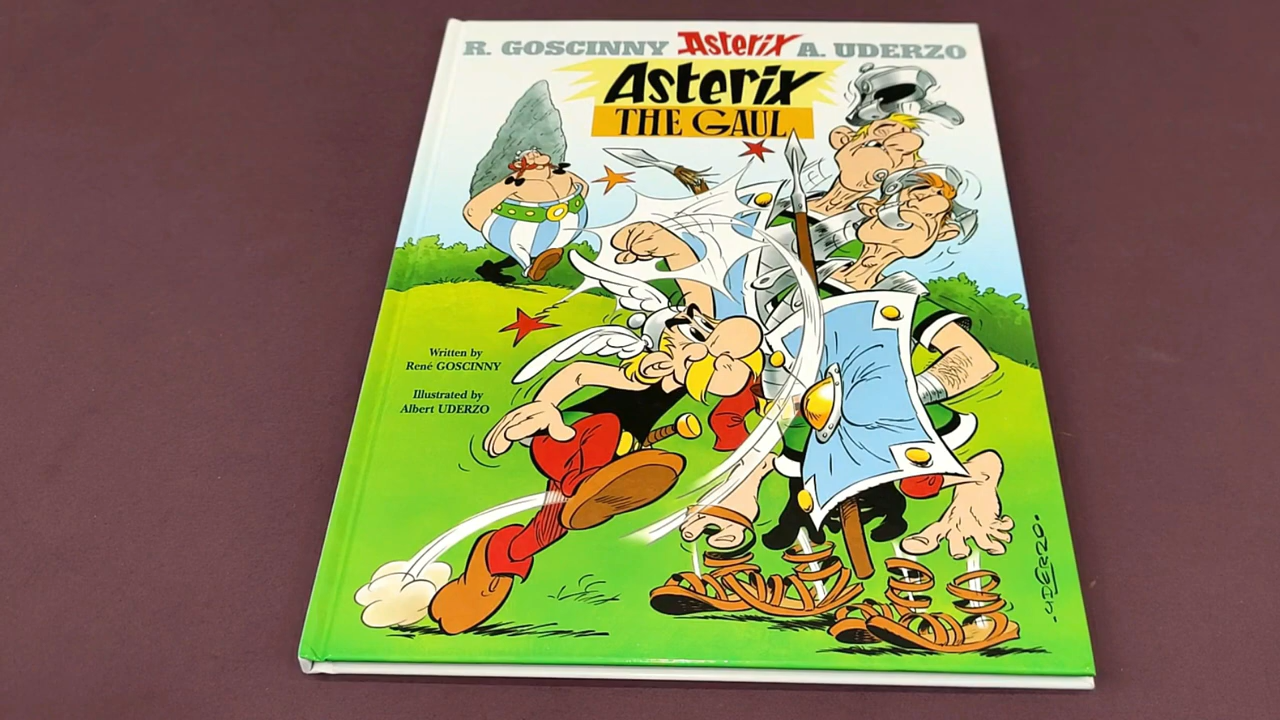 R. GOSCINNY Asterix A. UDERZO
Asterix
THE GAUL
Written by
René GOSCINNY
Illustrated by
Albert UDERZO
- UDERZO -